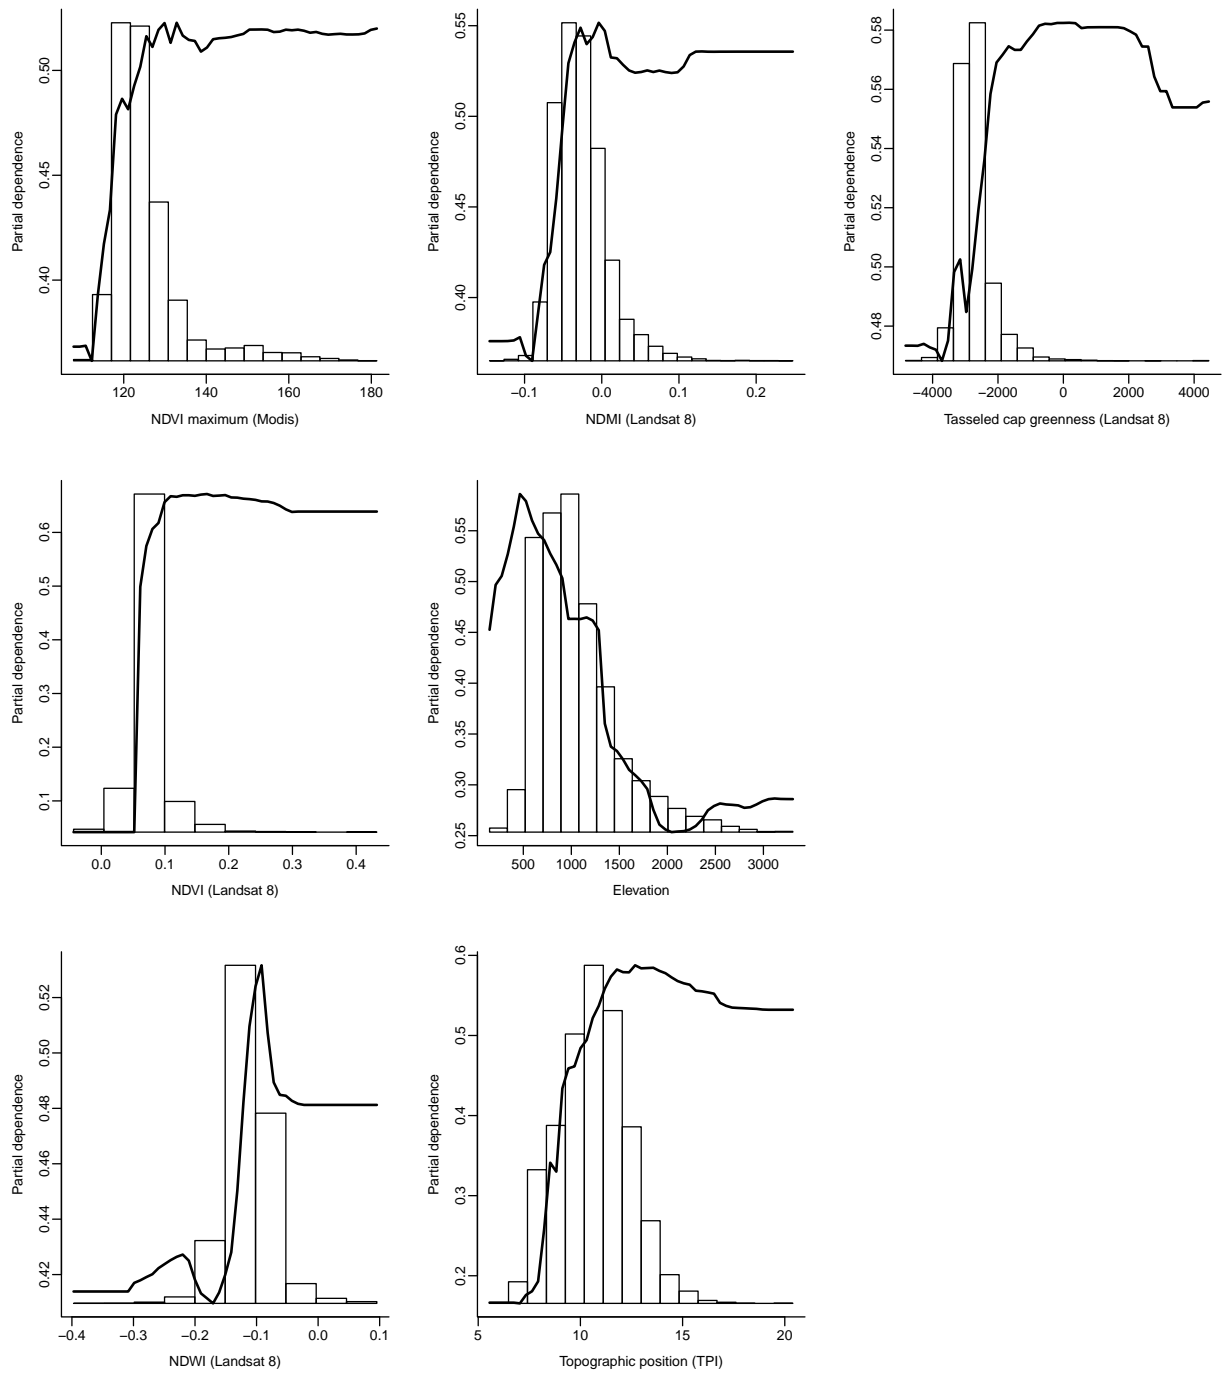 Partial dependence
0.40 0.45 0.50
120 140 160 180
NDVI maximum (Modis)
Partial dependence
0.40 0.45 0.50 0.55
−0.1 0.0 0.1 0.2
NDMI (Landsat 8)
Partial dependence
0.48 0.50 0.52 0.54 0.56 0.58
−4000 −2000 0 2000 4000
Tasseled cap greenness (Landsat 8)
Partial dependence
0.1 0.2 0.3 0.4 0.5 0.6
0.0 0.1 0.2 0.3 0.4
NDVI (Landsat 8)
Partial dependence
0.25 0.30 0.35 0.40 0.45 0.50 0.55
500 1000 1500 2000 2500 3000
Elevation
Partial dependence
0.42 0.44 0.46 0.48 0.50 0.52
−0.4 −0.3 −0.2 −0.1 0.0 0.1
NDWI (Landsat 8)
Partial dependence
0.2 0.3 0.4 0.5 0.6
5 10 15 20
Topographic position (TPI)